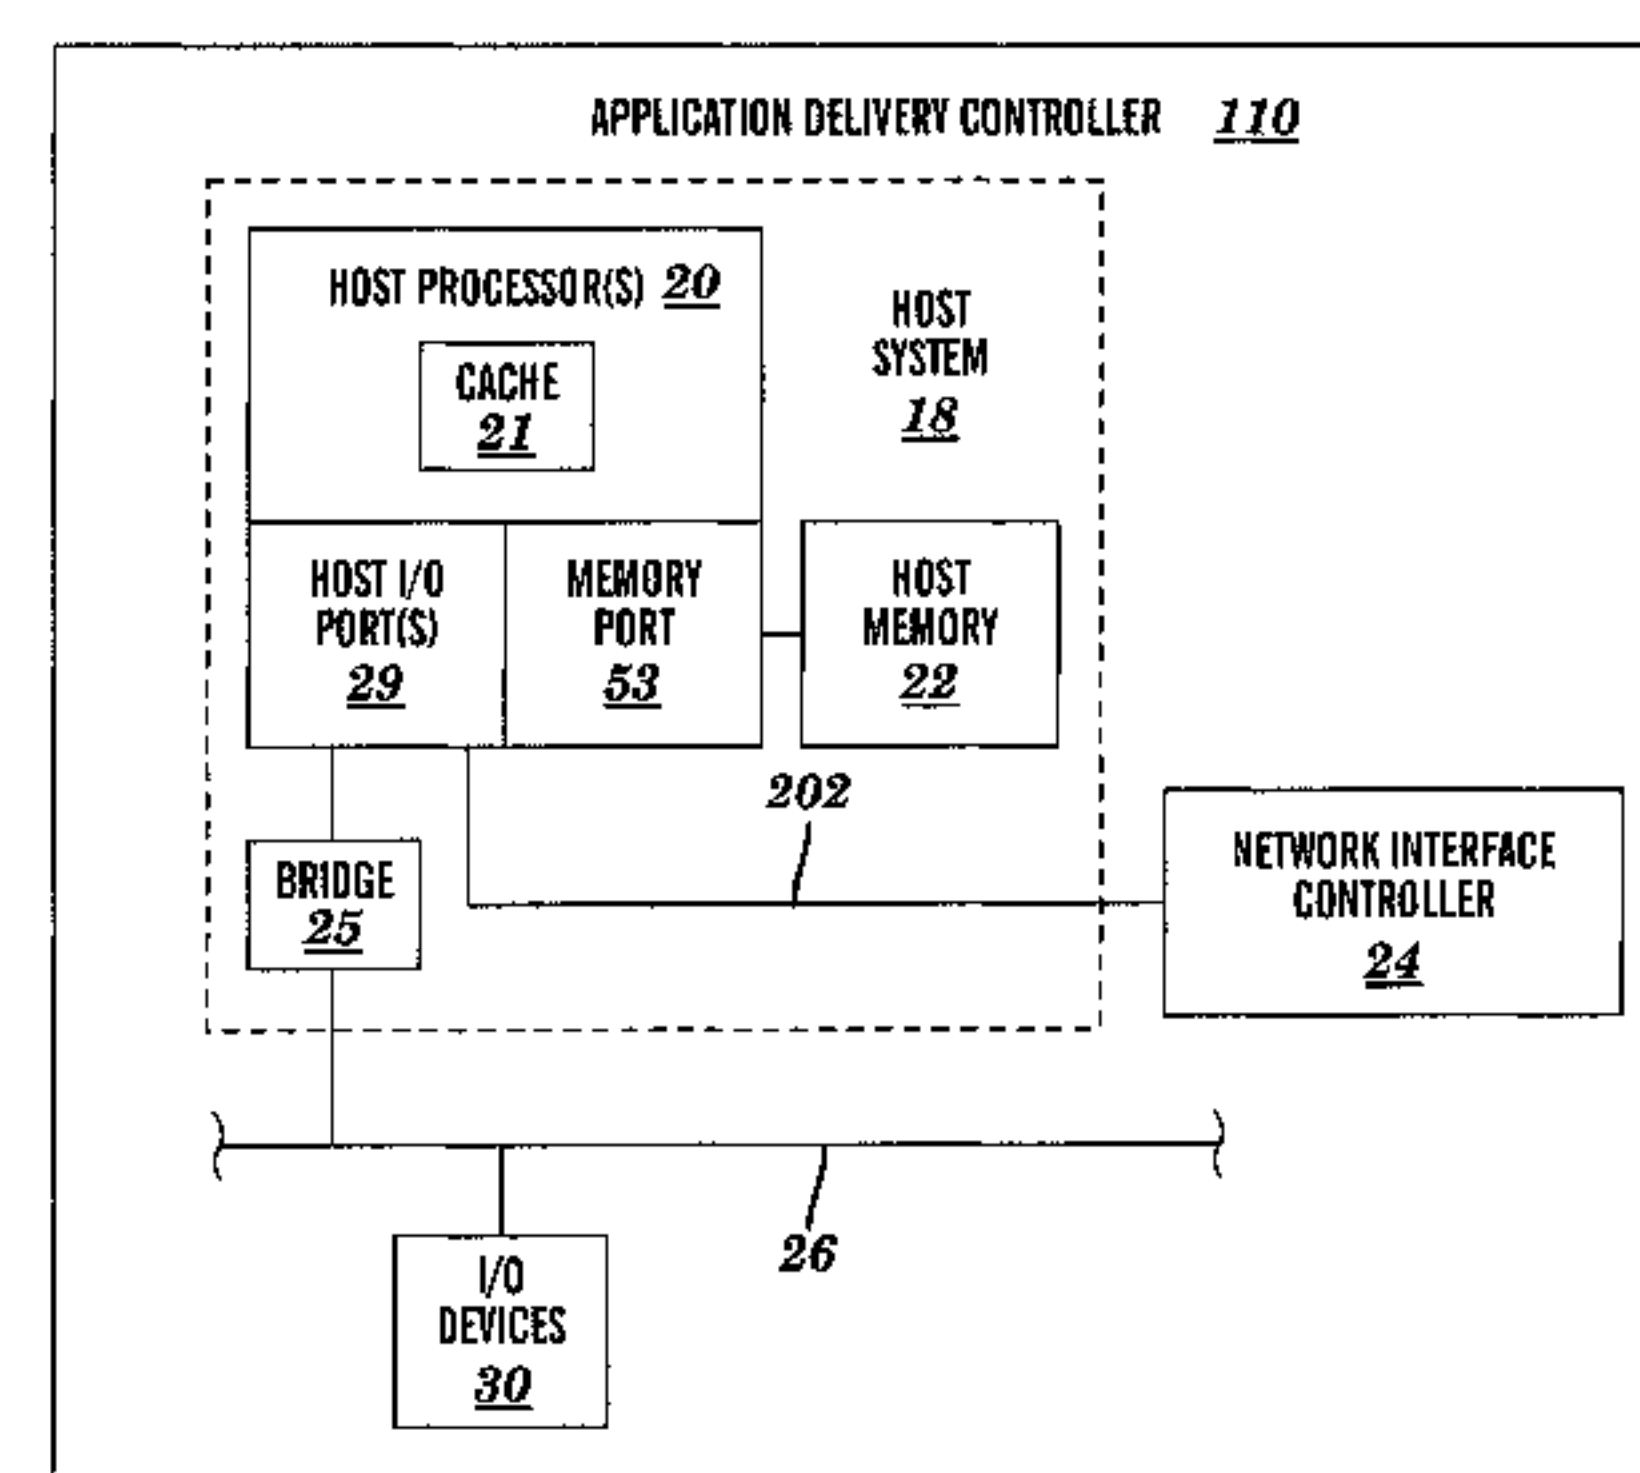 APPLICATION DELIVERY CONTROLLER 110
HOST PROCESSOR(S) 20
CACHE
21
HOST
SYSTEM
18
HOST I/O
PORT(S)
29
MEMORY
PORT
53
HOST
MEMORY
22
202
BRIDGE
25
NETWORK INTERFACE
CONTROLLER
24
26
I/O
DEVICES
30